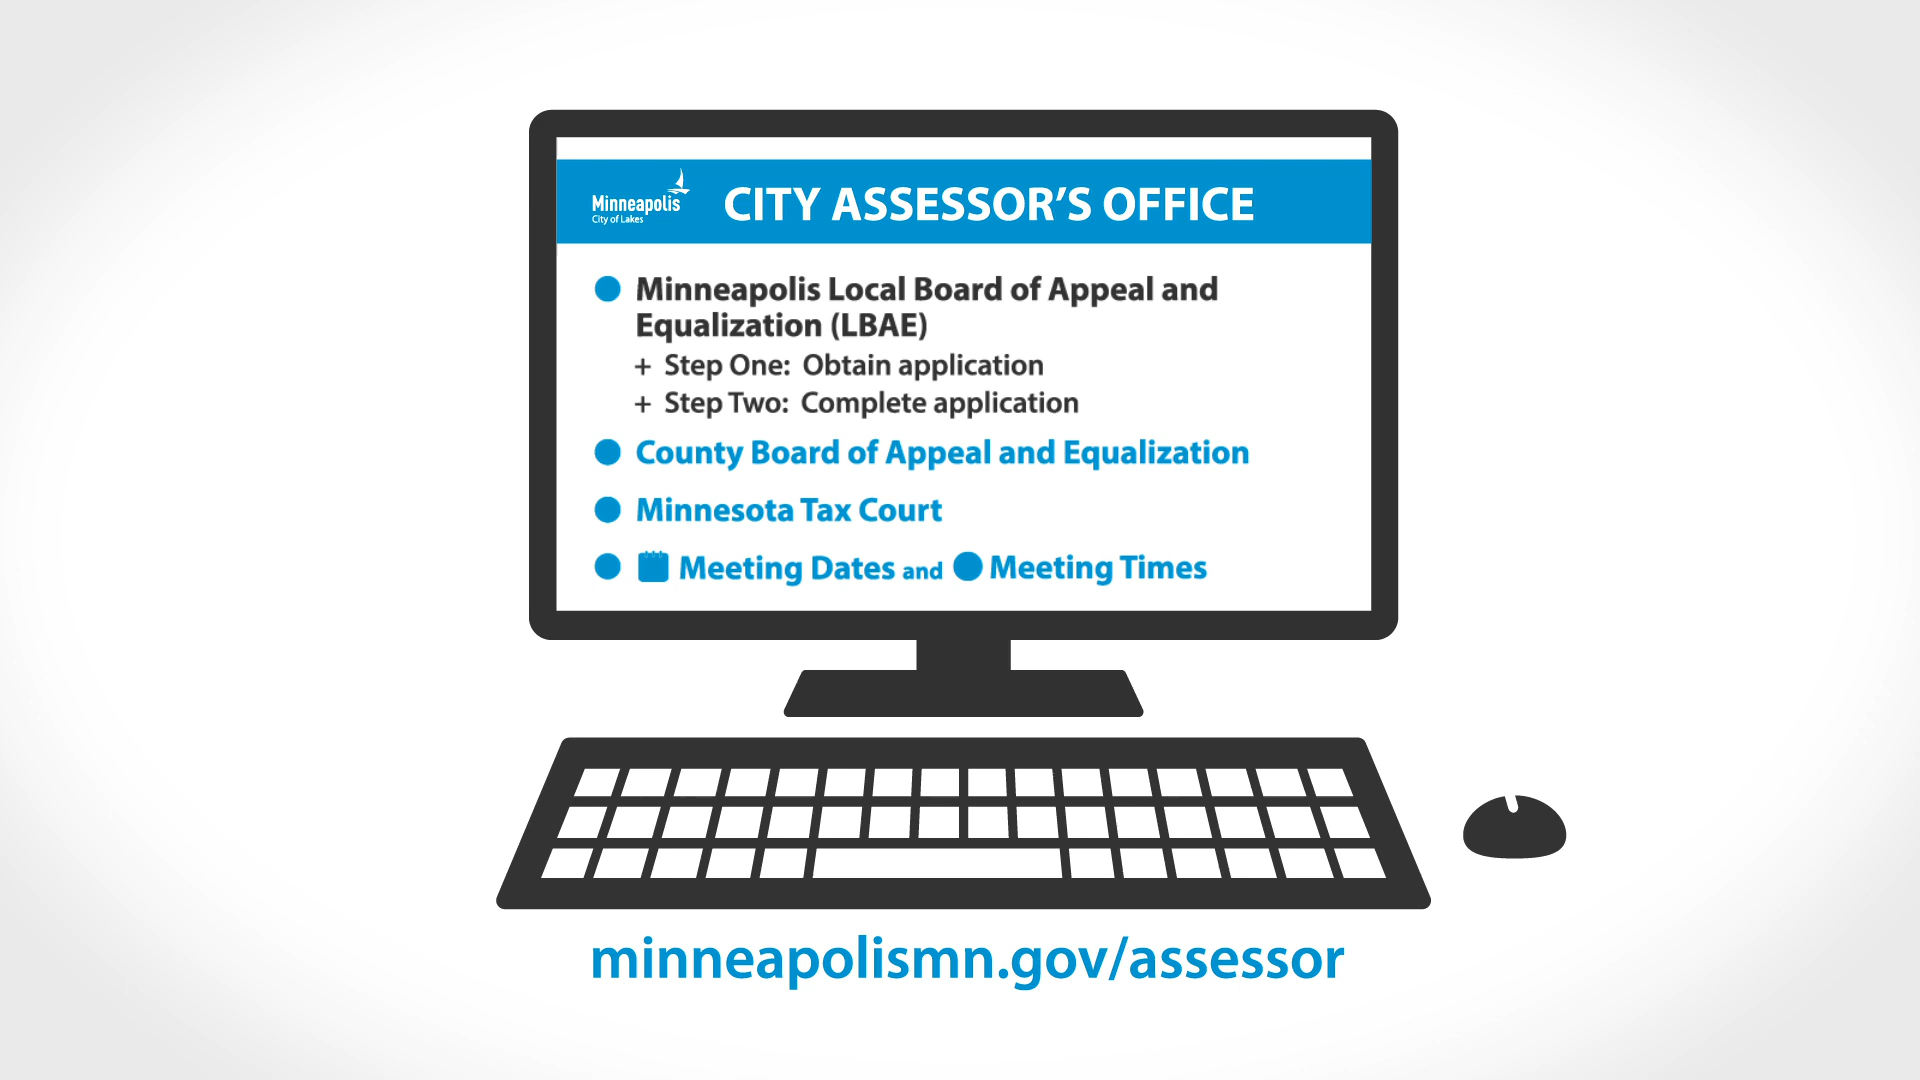 Minneapolis
City of Lakes
CITY ASSESSOR’S OFFICE
Minneapolis Local Board of Appeal and
Equalization (LBAE)
+ Step One: Obtain application
+ Step Two: Complete application
County Board of Appeal and Equalization
Minnesota Tax Court
Meeting Dates and Meeting Times
minneapolismn.gov/assessor